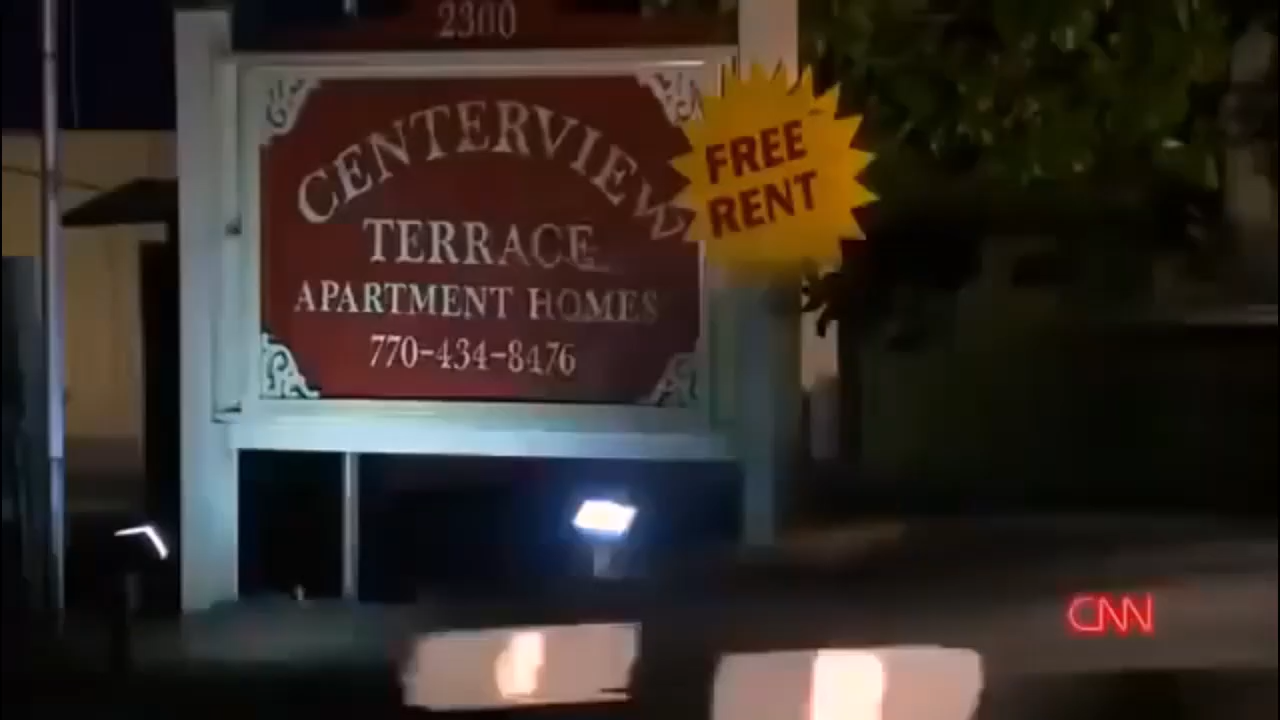 2300
CENTERVIEW
TERRACE
APARTMENT HOMES
770-434-8476
FREE
RENT
CNN